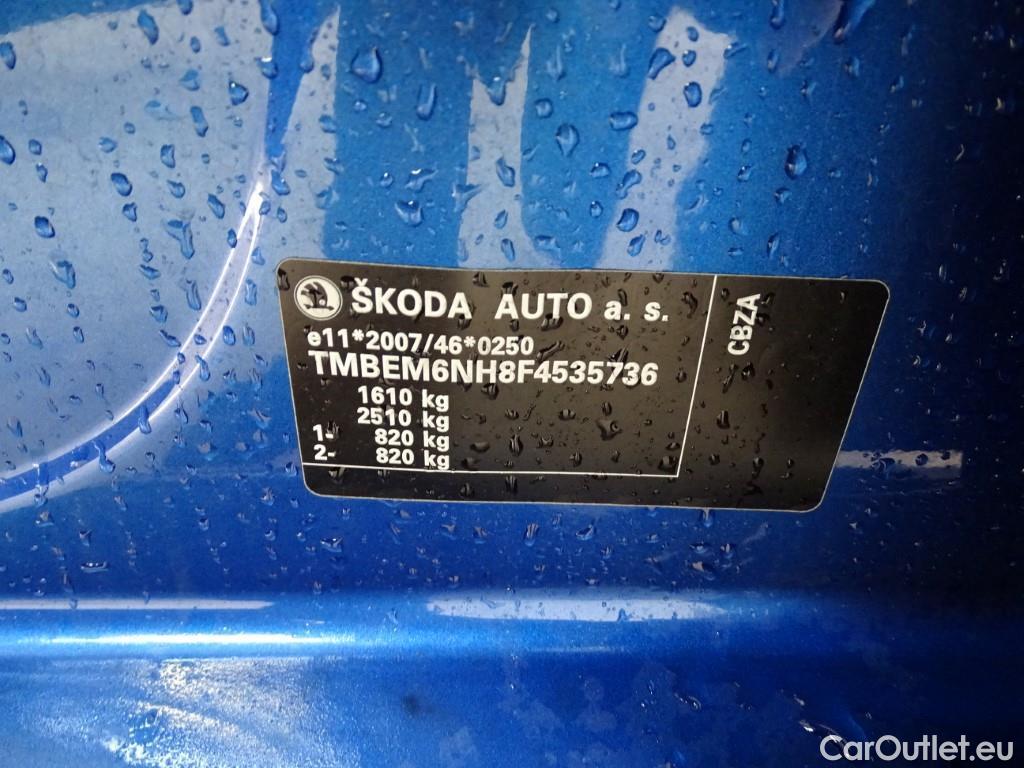 ŠKODA AUTO a. s.
e11*2007/46*0250
TMBEM6NH8F4535736
1610 kg
2510 kg
1- 820 kg
2- 820 kg
CBZA
CarOutlet.eu